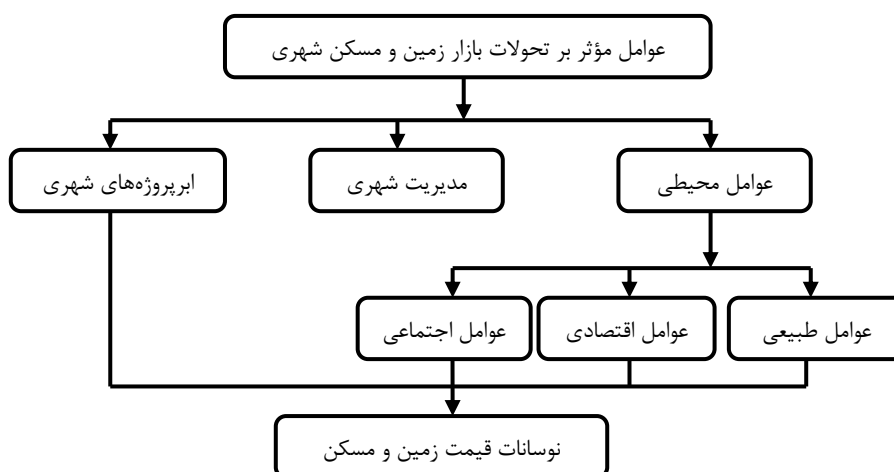 عوامل مؤثر بر تحولات بازار زمین و مسکن شهری
عوامل محیطی
مدیریت شهری
ابرپروژه‌های شهری
عوامل طبیعی
عوامل اقتصادی
عوامل اجتماعی
نوسانات قیمت زمین و مسکن